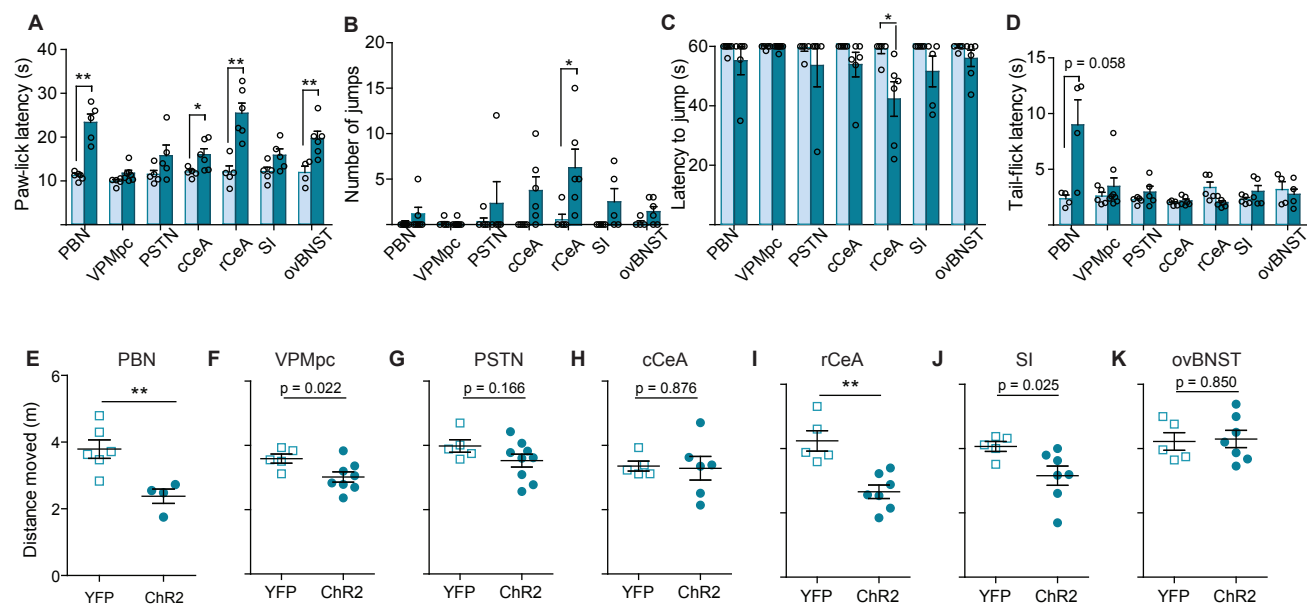 A
Paw-lick latency (s)
40
30
20
10
0
**
*
**
**
PBN
VPMpc
PSTN
cCeA
rCeA
SI
ovBNST
B
Number of jumps
20
15
10
5
0
*
PBN
VPMpc
PSTN
cCeA
rCeA
SI
ovBNST
C
Latency to jump (s)
60
40
20
0
*
PBN
VPMpc
PSTN
cCeA
rCeA
SI
ovBNST
D
Tail-flick latency (s)
15
10
5
0
p = 0.058
PBN
VPMpc
PSTN
cCeA
rCeA
SI
ovBNST
E
PBN
Distance moved (m)
6
4
2
0
**
YFP ChR2
F
VPMpc
p = 0.022
YFP ChR2
G
PSTN
p = 0.166
YFP ChR2
H
cCeA
p = 0.876
YFP ChR2
I
rCeA
**
YFP ChR2
J
SI
p = 0.025
YFP ChR2
K
ovBNST
p = 0.850
YFP ChR2